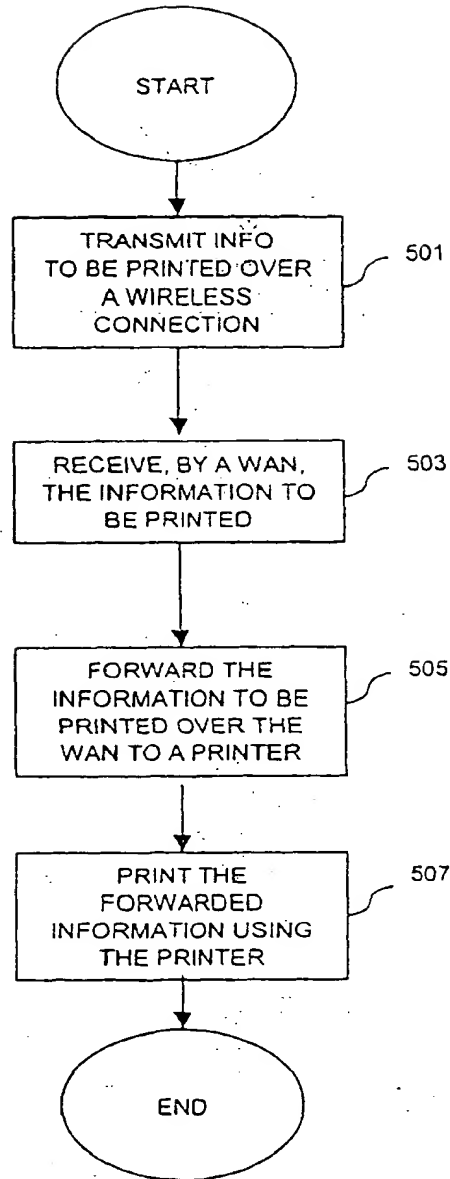 START
TRANSMIT INFO
TO BE PRINTED OVER
A WIRELESS
CONNECTION
501
RECEIVE, BY A WAN,
THE INFORMATION TO
BE PRINTED
503
FORWARD THE
INFORMATION TO BE
PRINTED OVER THE
WAN TO A PRINTER
505
PRINT THE
FORWARDED
INFORMATION USING
THE PRINTER
507
END